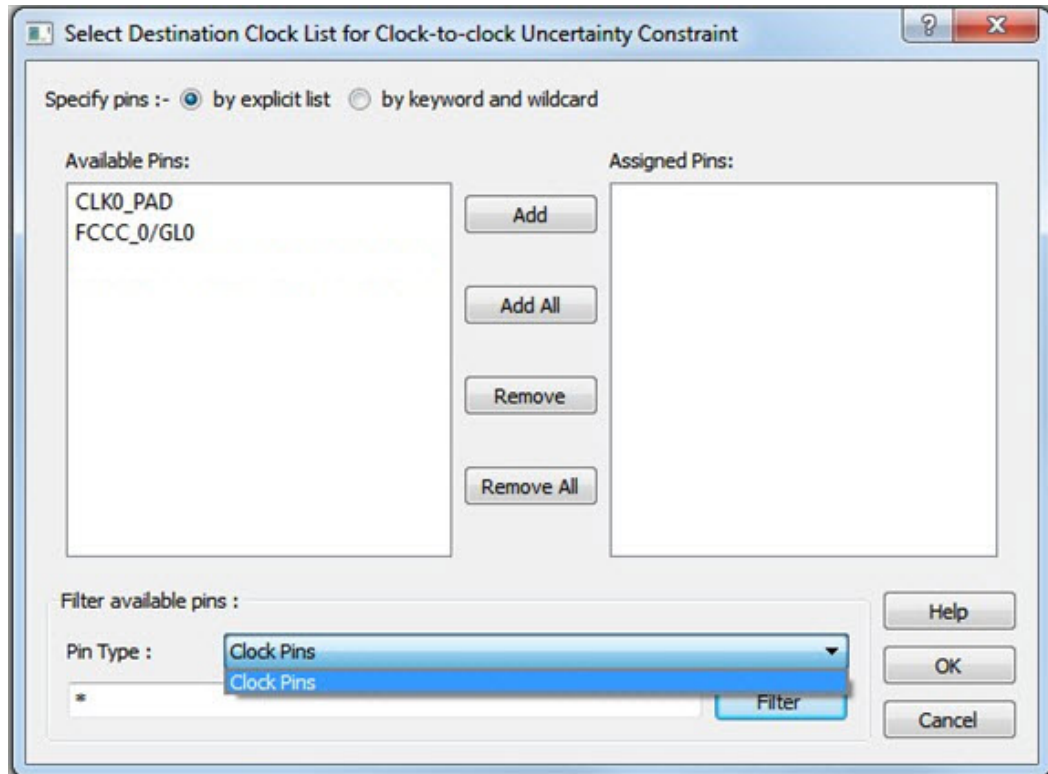 Select Destination Clock List for Clock-to-clock Uncertainty Constraint
Specify pins :- by explicit list by keyword and wildcard
Available Pins:
Assigned Pins:
CLK0_PAD
FCCC_0/GL0
Add
Add All
Remove
Remove All
Filter available pins :
Pin Type :
Clock Pins
Clock Pins
*
Filter
Help
OK
Cancel